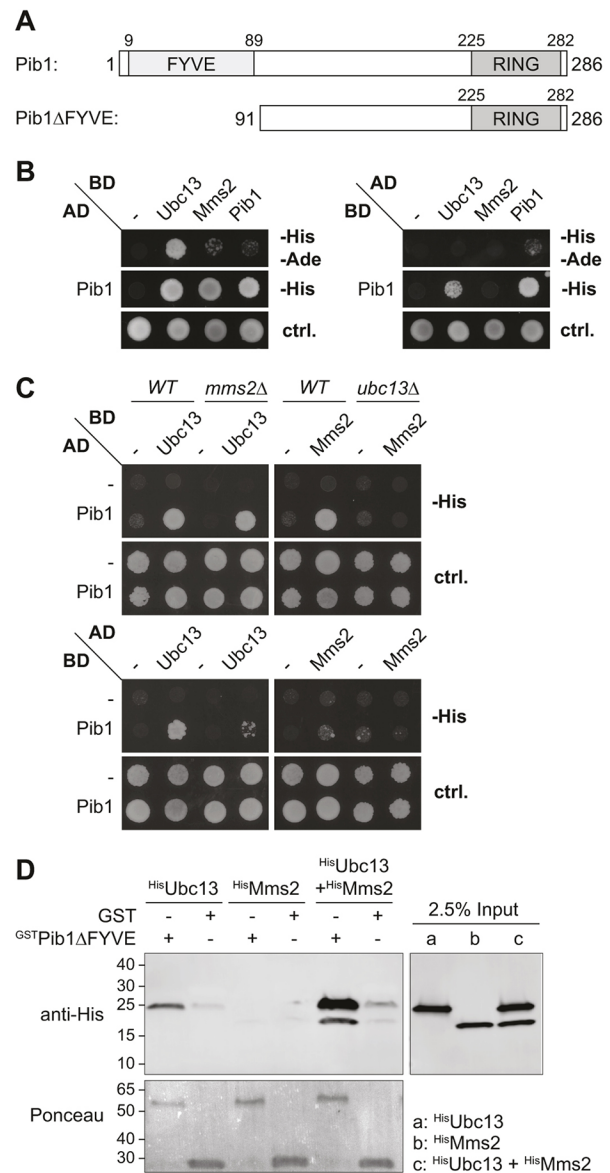 A
9 89 225 282
Pib1: 1 FYVE RING 286
225 282
Pib1ΔFYVE: 91 RING 286
B
BD
AD
- Ubc13 Mms2 Pib1
-His
-Ade
Pib1 -His
ctrl.
AD
BD
- Ubc13 Mms2 Pib1
-His
-Ade
Pib1 -His
ctrl.
C
WT mms2Δ WT ubc13Δ
BD
AD
- Ubc13 - Ubc13 - Mms2 - Mms2
-
Pib1 -His
-
Pib1 ctrl.
AD
BD
- Ubc13 - Ubc13 - Mms2 - Mms2
-
Pib1 -His
-
Pib1 ctrl.
D
HisUbc13 HisMms2 HisUbc13
+HisMms2
GST - + - + - + 2.5% Input
GSTPib1ΔFYVE + - + - + - a b c
anti-His
40
30
25
15
10
Ponceau
65
50
40
30
a: HisUbc13
b: HisMms2
c: HisUbc13 + HisMms2